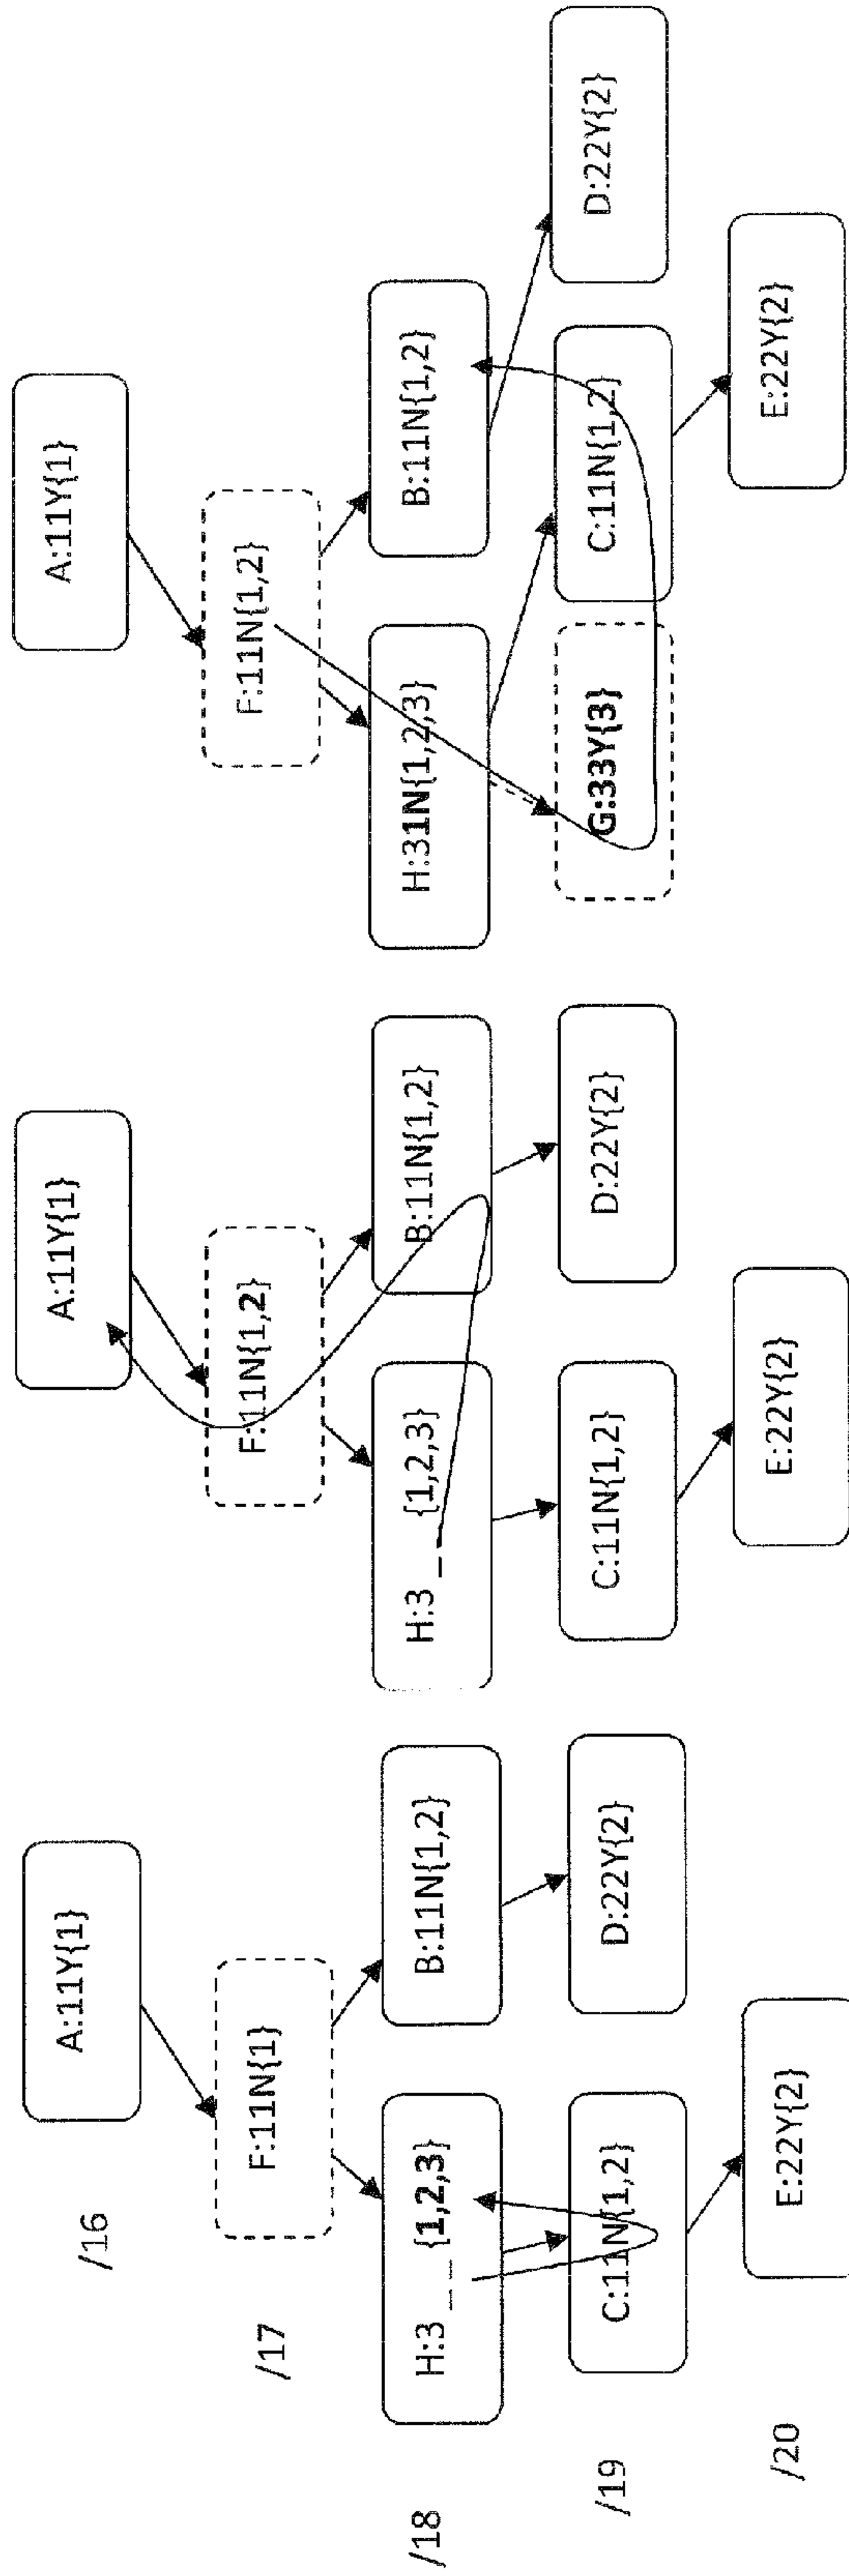 /16
/17
/18
/19
/20
A:11Y{1}
F:11N{1}
H:3 _ _ {1,2,3}
B:11N{1,2}
C:11N{1,2}
D:22Y{2}
E:22Y{2}
A:11Y{1}
F:11N{1,2}
H:3 _ _ {1,2,3}
B:11N{1,2}
C:11N{1,2}
D:22Y{2}
E:22Y{2}
A:11Y{1}
F:11N{1,2}
H:31N{1,2,3}
B:11N{1,2}
G:33Y{3}
C:11N{1,2}
D:22Y{2}
E:22Y{2}